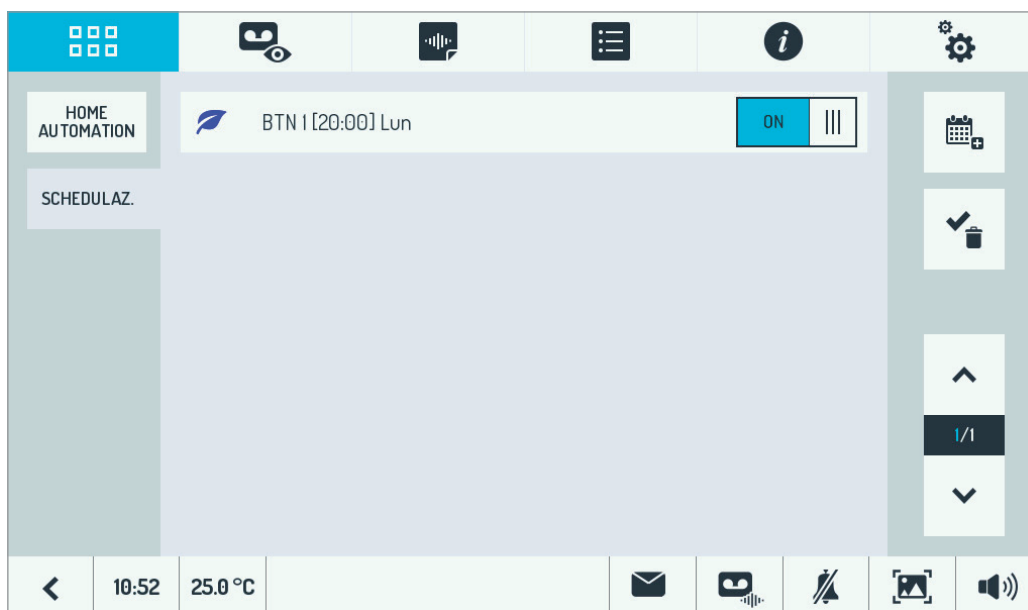 HOME
AUTOMATION
BTN 1 [20:00] Lun
ON
SCHEDULAZ.
1/1
10:52
25.0 °C